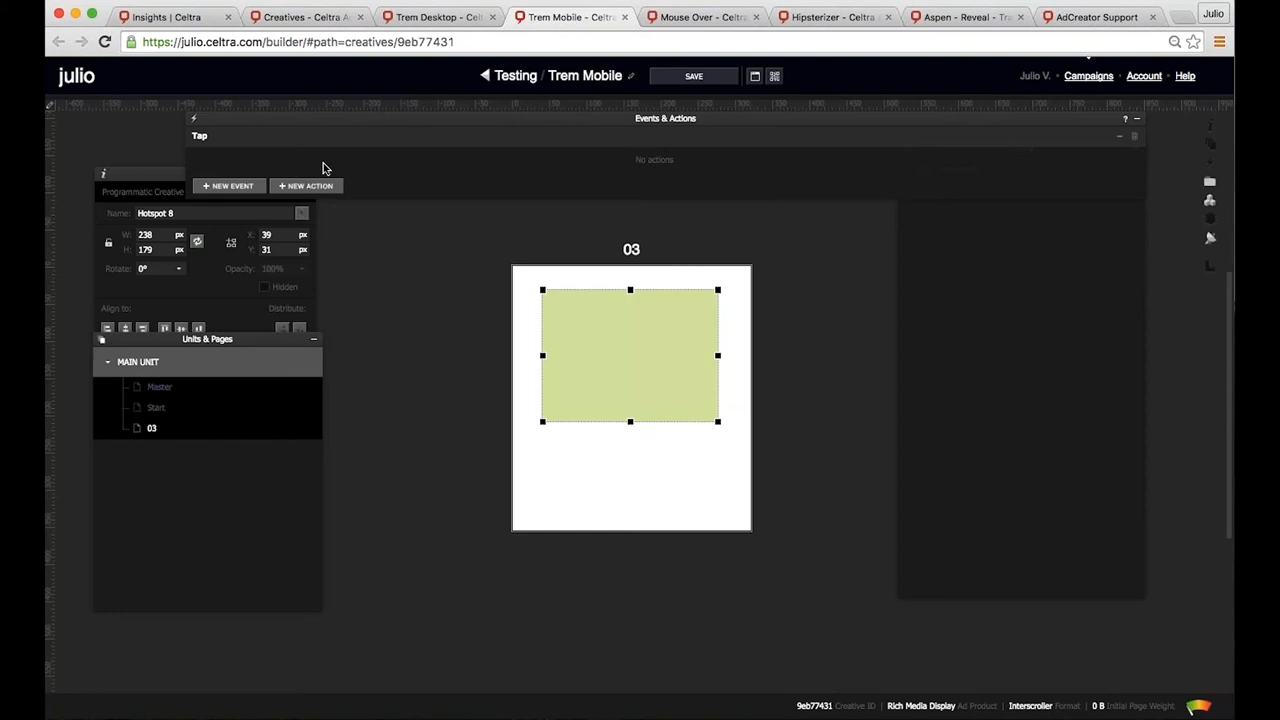 Insights | Celtra
Creatives - Celtra A
Trem Desktop - Celt
Trem Mobile - Celtra
Mouse Over - Celtra
Hipsterizer - Celtra A
Aspen - Reveal - Tra
AdCreator Support
Julio
https://julio.celtra.com/builder/#path=creatives/9eb77431
julio
Testing / Trem Mobile
SAVE
Julio V.
Campaigns
Account
Help
Events & Actions
?
Tap
No actions
+ NEW EVENT
+ NEW ACTION
Programmatic Creative
Name: Hotspot 8
W: 238 px X: 39 px
H: 179 px Y: 31 px
Rotate: 0° Opacity: 100%
Hidden
Align to: Distribute:
Units & Pages
MAIN UNIT
Master
Start
03
03
9eb77431 Creative ID | Rich Media Display Ad Product | Interscroller Format | 0 B Initial Page Weight